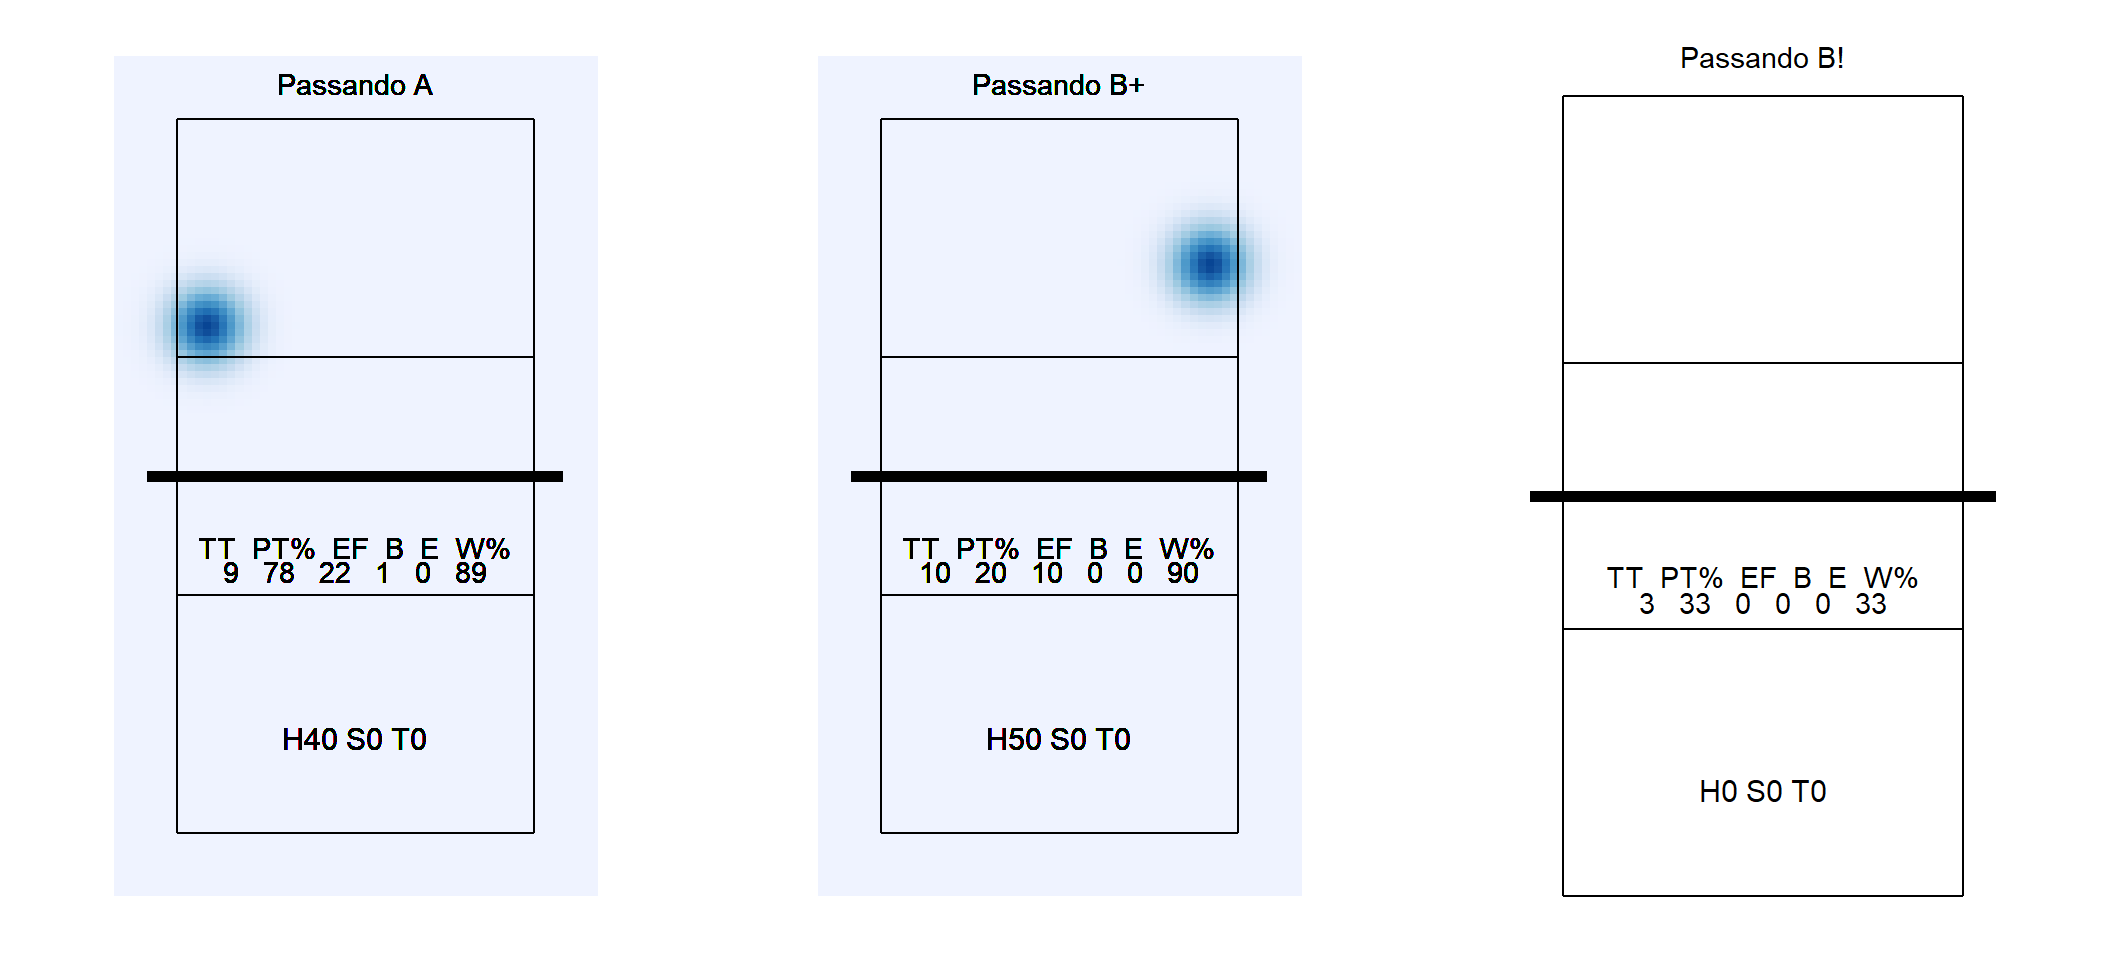 Passando A
TT PT% EF B E W%
9 78 22 1 0 89
H40 S0 T0
Passando B+
TT PT% EF B E W%
10 20 10 0 0 90
H50 S0 T0
Passando B!
TT PT% EF B E W%
3 33 0 0 0 33
H0 S0 T0